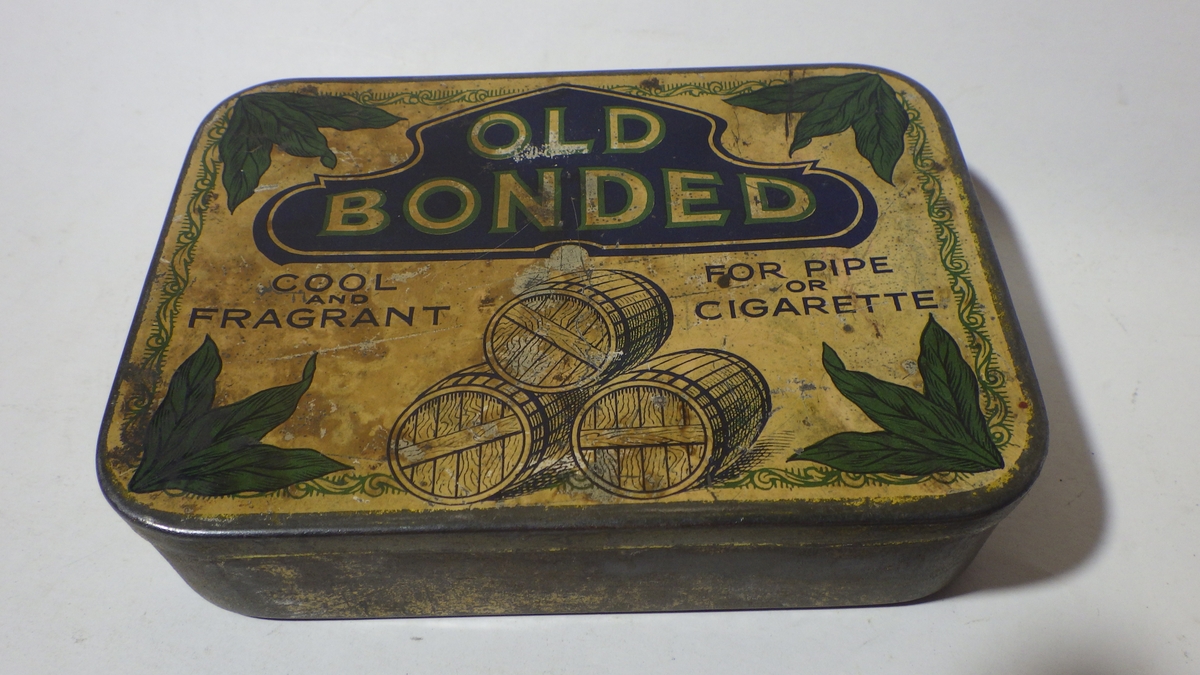 OLD
BONDED
COOL
AND
FRAGRANT
FOR PIPE
OR
CIGARETTE.